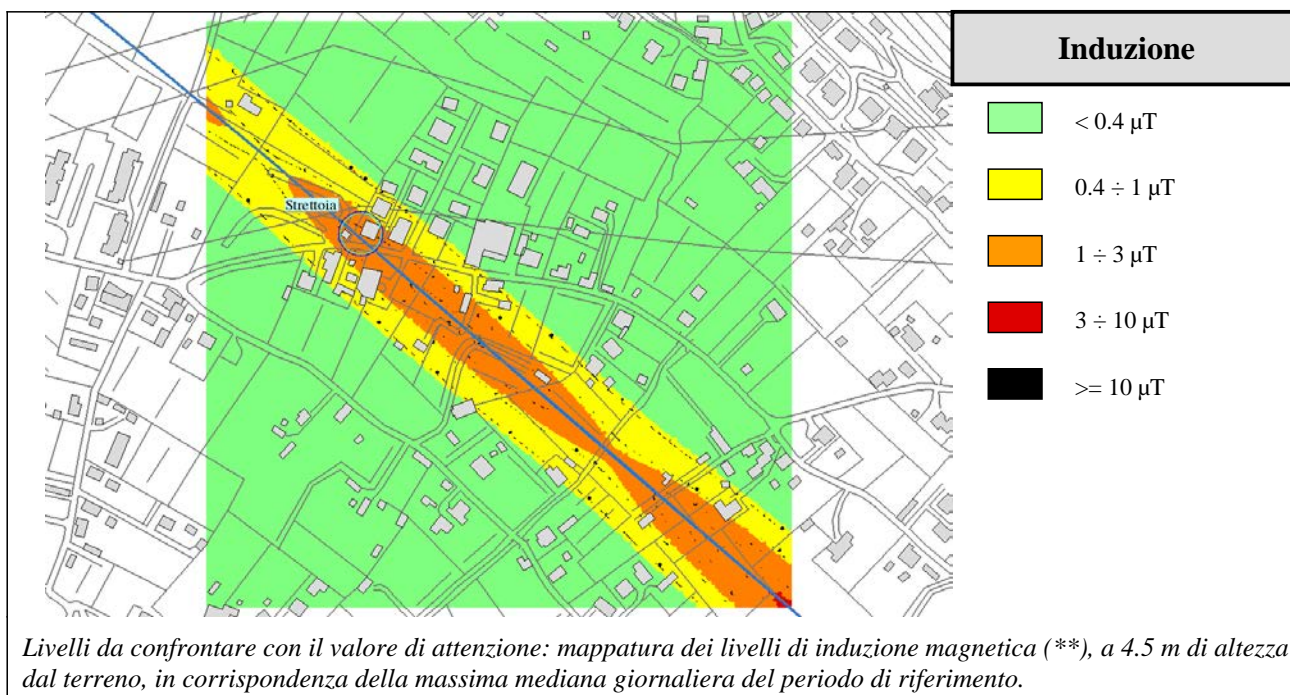 Induzione
< 0.4 µT
0.4 ÷ 1 µT
1 ÷ 3 µT
3 ÷ 10 µT
>= 10 µT
Strettoia
Livelli da confrontare con il valore di attenzione: mappatura dei livelli di induzione magnetica (**), a 4.5 m di altezza
dal terreno, in corrispondenza della massima mediana giornaliera del periodo di riferimento.